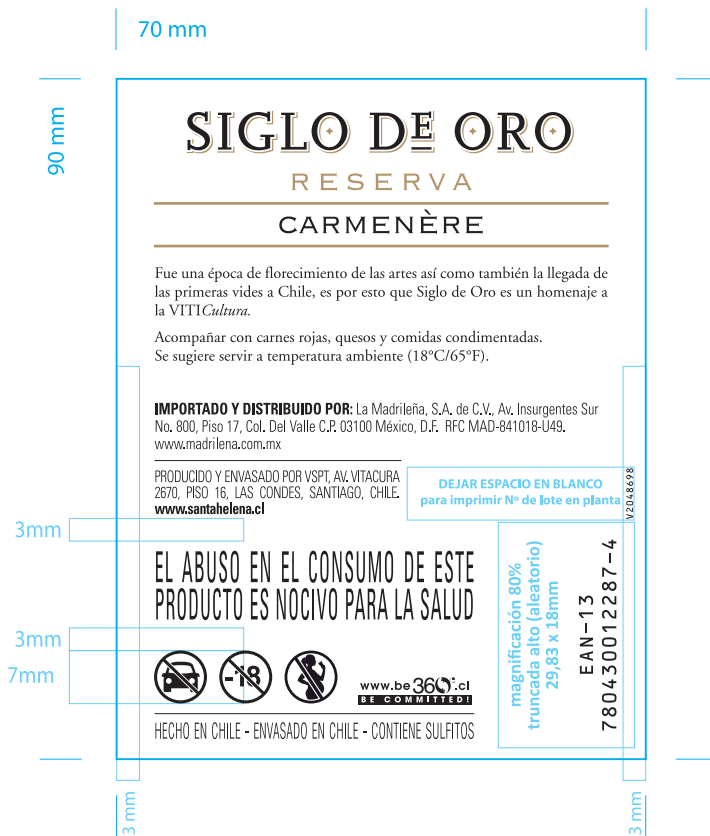 70 mm
90 mm
SIGLO DE ORO
RESERVA
CARMENÈRE
Fue una época de florecimiento de las artes así como también la llegada de
las primeras vides a Chile, es por esto que Siglo de Oro es un homenaje a
la VITICultura.
Acompañar con carnes rojas, quesos y comidas condimentadas.
Se sugiere servir a temperatura ambiente (18°C/65°F).
IMPORTADO Y DISTRIBUIDO POR: La Madrileña, S.A. de C.V., Av. Insurgentes Sur
No. 800, Piso 17, Col. Del Valle C.P. 03100 México, D.F. RFC MAD-841018-U49.
www.madrilena.com.mx
PRODUCIDO Y ENVASADO POR VSPT, AV. VITACURA
2670, PISO 16, LAS CONDES, SANTIAGO, CHILE.
www.santahelena.cl
DEJAR ESPACIO EN BLANCO
para imprimir Nº de lote en planta
V2048698
3mm
EL ABUSO EN EL CONSUMO DE ESTE
PRODUCTO ES NOCIVO PARA LA SALUD
3mm
7mm
-18
www.be360°.cl
BE COMMITTED!
magnificación 80%
truncada alto (aleatorio)
29,83 x 18mm
EAN-13
780430012287-4
HECHO EN CHILE - ENVASADO EN CHILE - CONTIENE SULFITOS
3 mm
3 mm